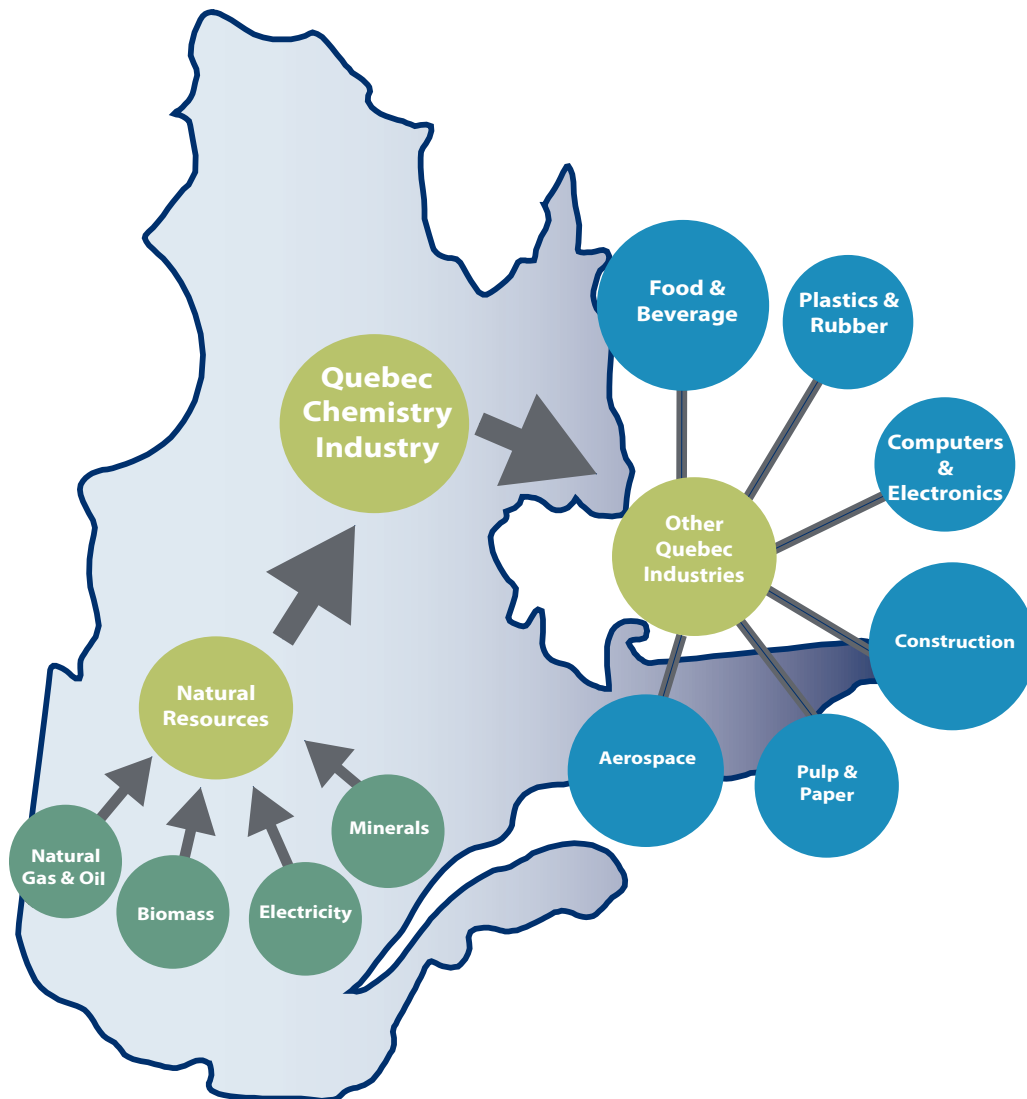 Food &
Beverage
Plastics &
Rubber
Quebec
Chemistry
Industry
Computers
&
Electronics
Other
Quebec
Industries
Construction
Natural
Resources
Aerospace
Pulp &
Paper
Minerals
Natural
Gas & Oil
Biomass
Electricity